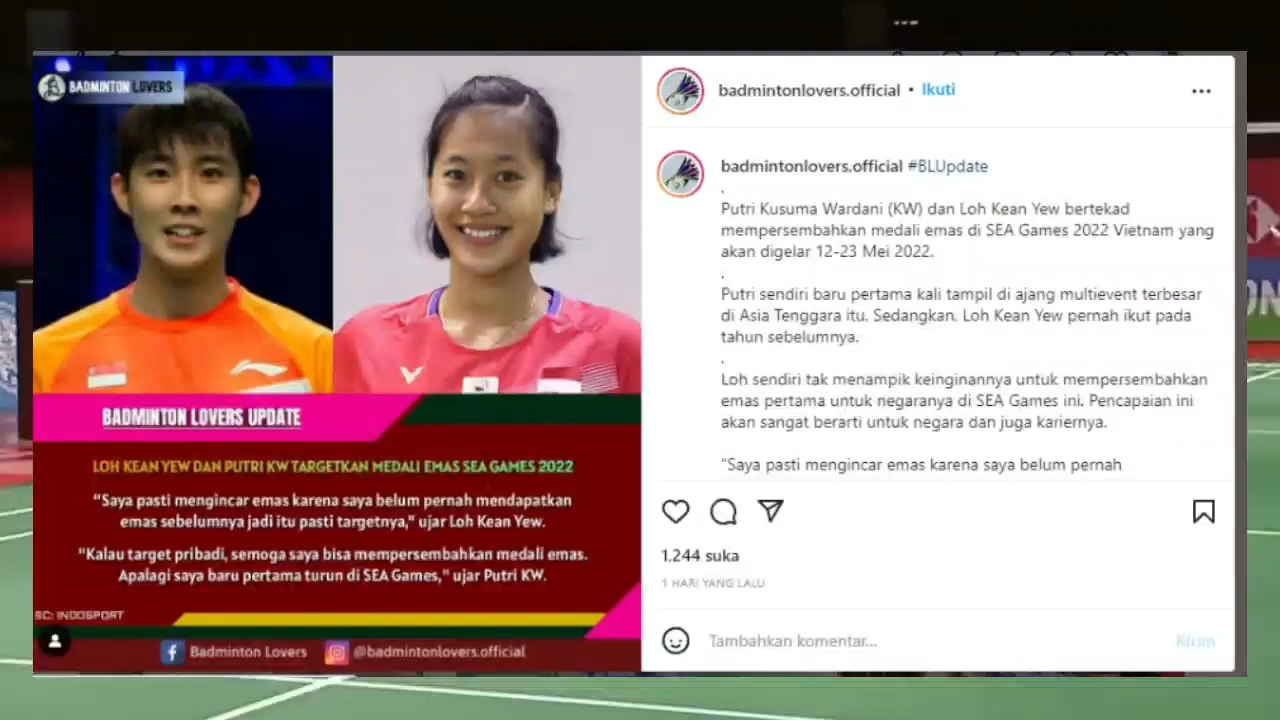 BADMINTON LOVERS
BADMINTON LOVERS UPDATE
LOH KEAN YEW DAN PUTRI KW TARGETKAN MEDALI EMAS SEA GAMES 2022
“Saya pasti mengincar emas karena saya belum pernah mendapatkan
emas sebelumnya jadi itu pasti targetnya,” ujar Loh Kean Yew.
"Kalau target pribadi, semoga saya bisa mempersembahkan medali emas.
Apalagi saya baru pertama turun di SEA Games," ujar Putri KW.
SC: INDOSPORT
Badminton Lovers @badmintonlovers.official
badmintonlovers.official • Ikuti
badmintonlovers.official #BLUpdate
.
Putri Kusuma Wardani (KW) dan Loh Kean Yew bertekad
mempersembahkan medali emas di SEA Games 2022 Vietnam yang
akan digelar 12-23 Mei 2022.
.
Putri sendiri baru pertama kali tampil di ajang multievent terbesar
di Asia Tenggara itu. Sedangkan. Loh Kean Yew pernah ikut pada
tahun sebelumnya.
.
Loh sendiri tak menampik keinginannya untuk mempersembahkan
emas pertama untuk negaranya di SEA Games ini. Pencapaian ini
akan sangat berarti untuk negara dan juga kariernya.
"Saya pasti mengincar emas karena saya belum pernah
1.244 suka
1 HARI YANG LALU
Tambahkan komentar... Kirim